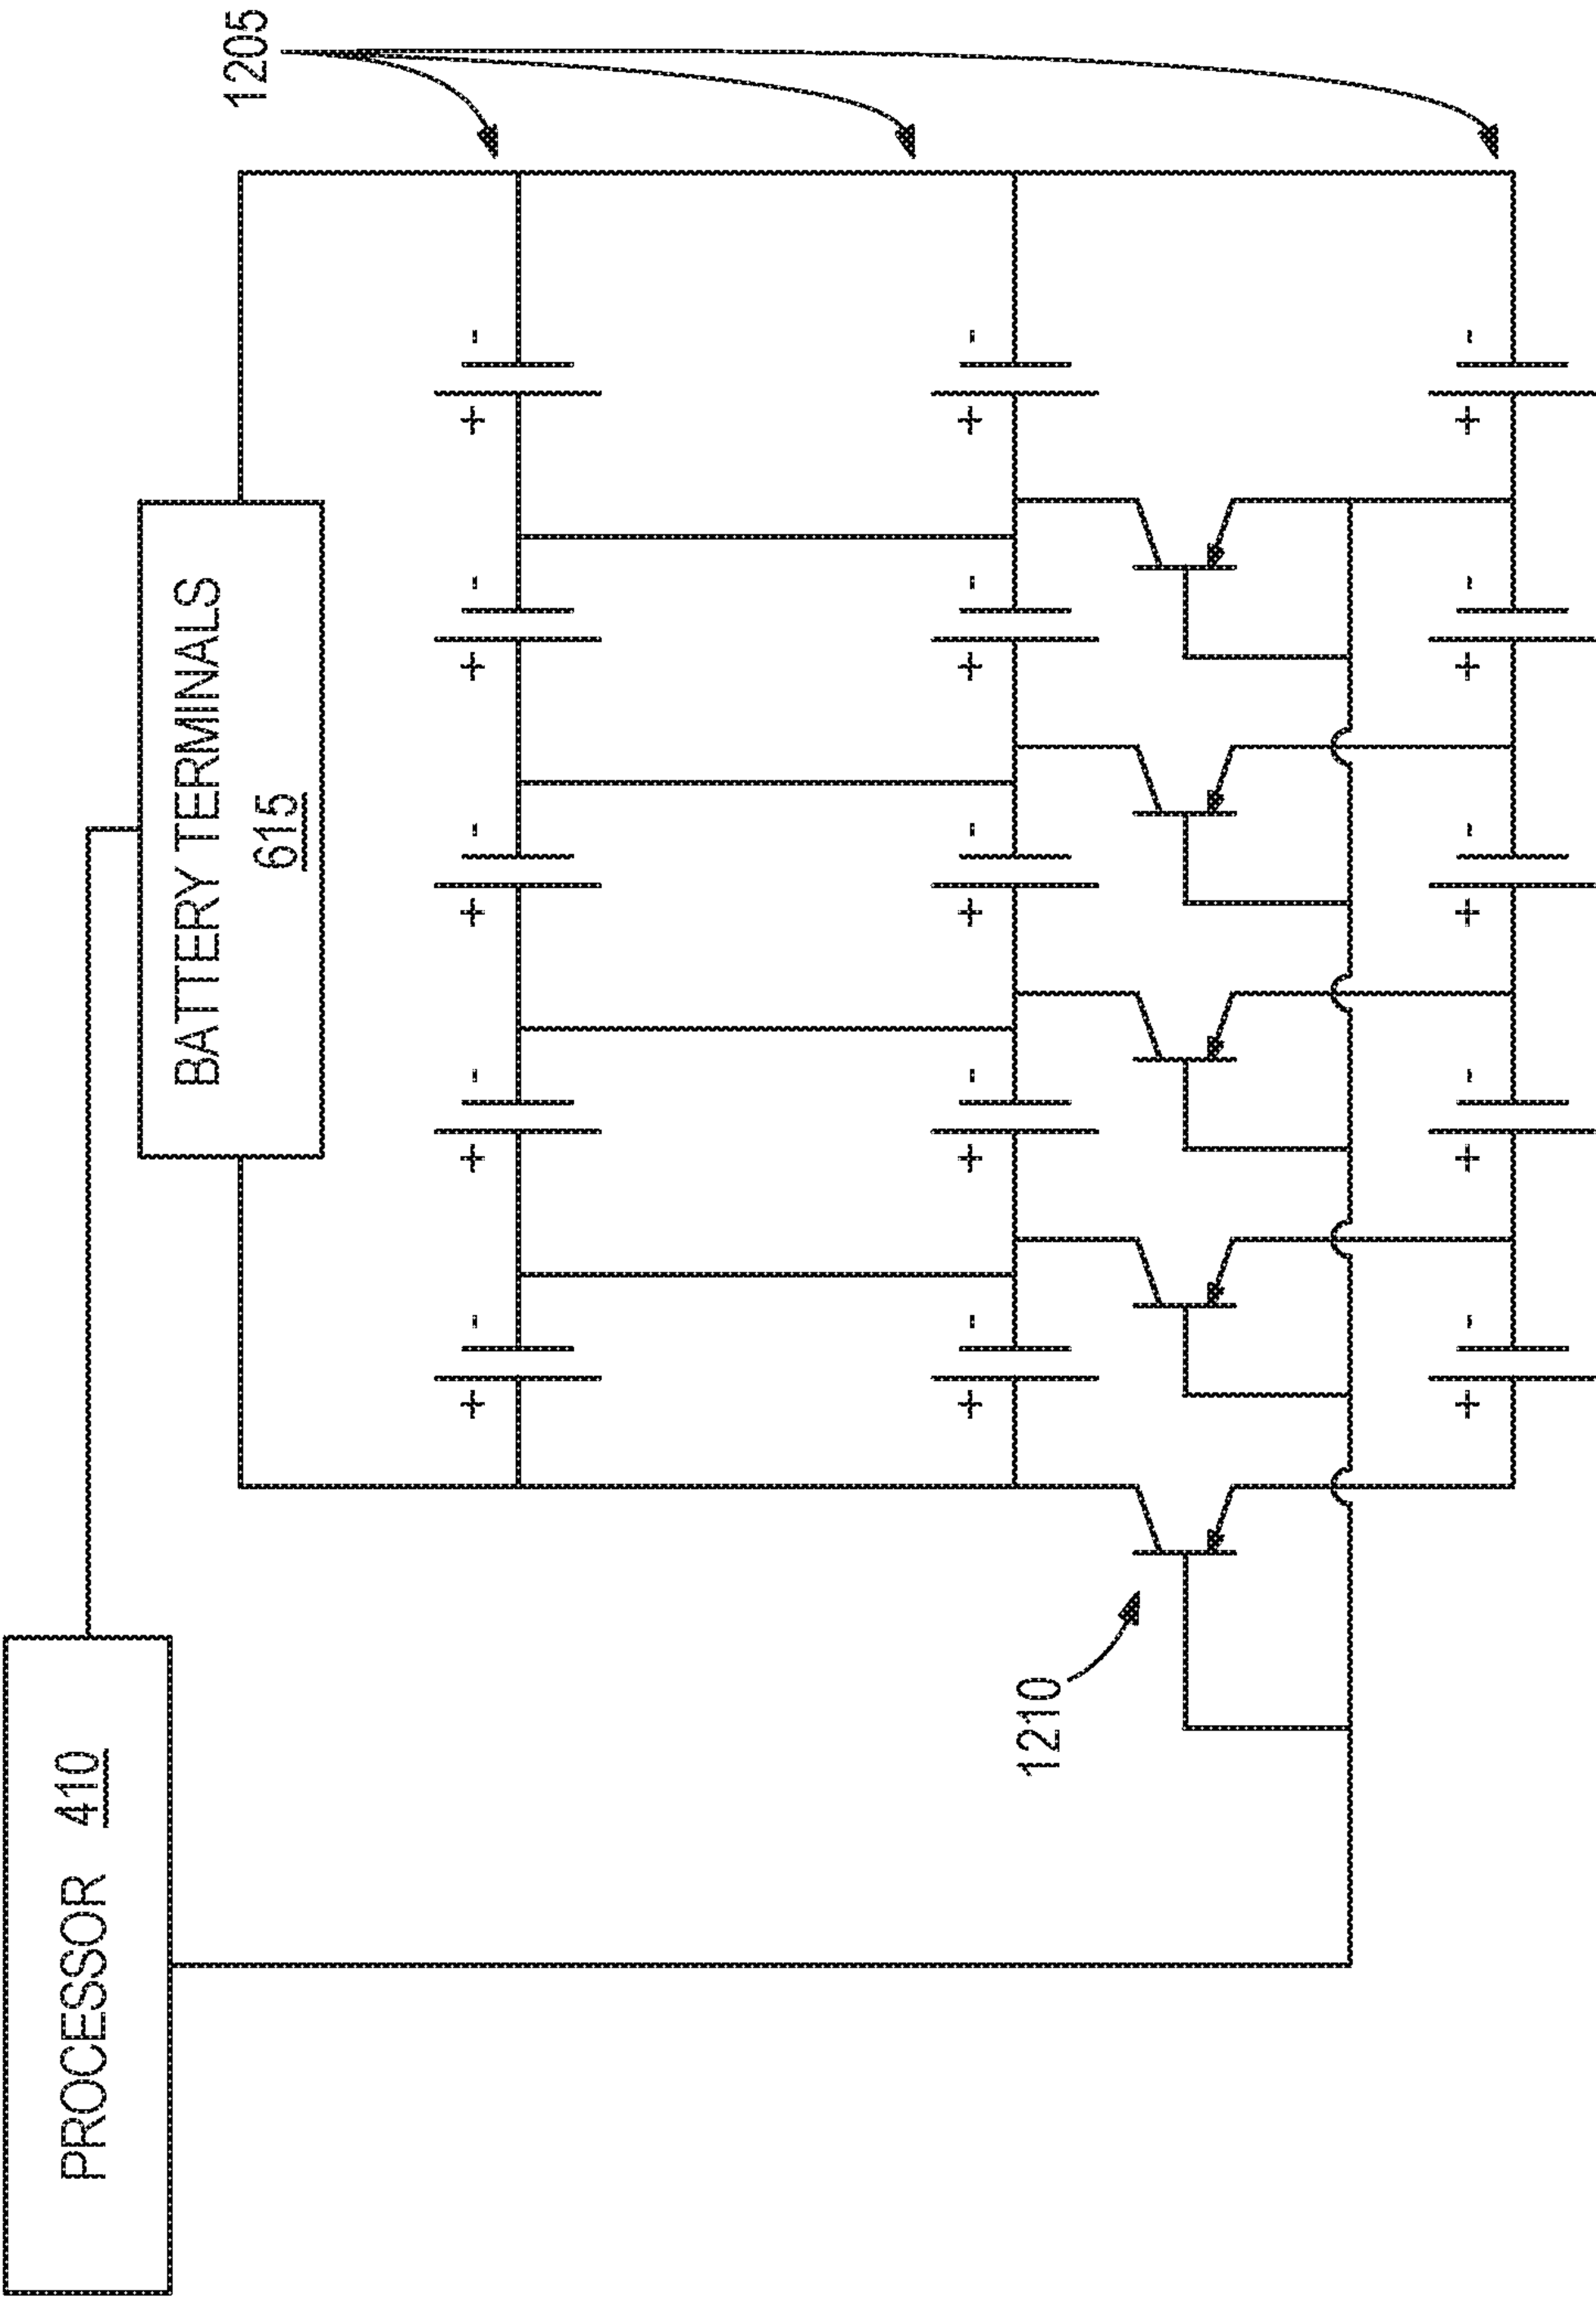 PROCESSOR 410
BATTERY TERMINALS
615
1205
+ - + - + - + - + -
+ - + - + - + - + -
1210
+ - + - + - + - + -